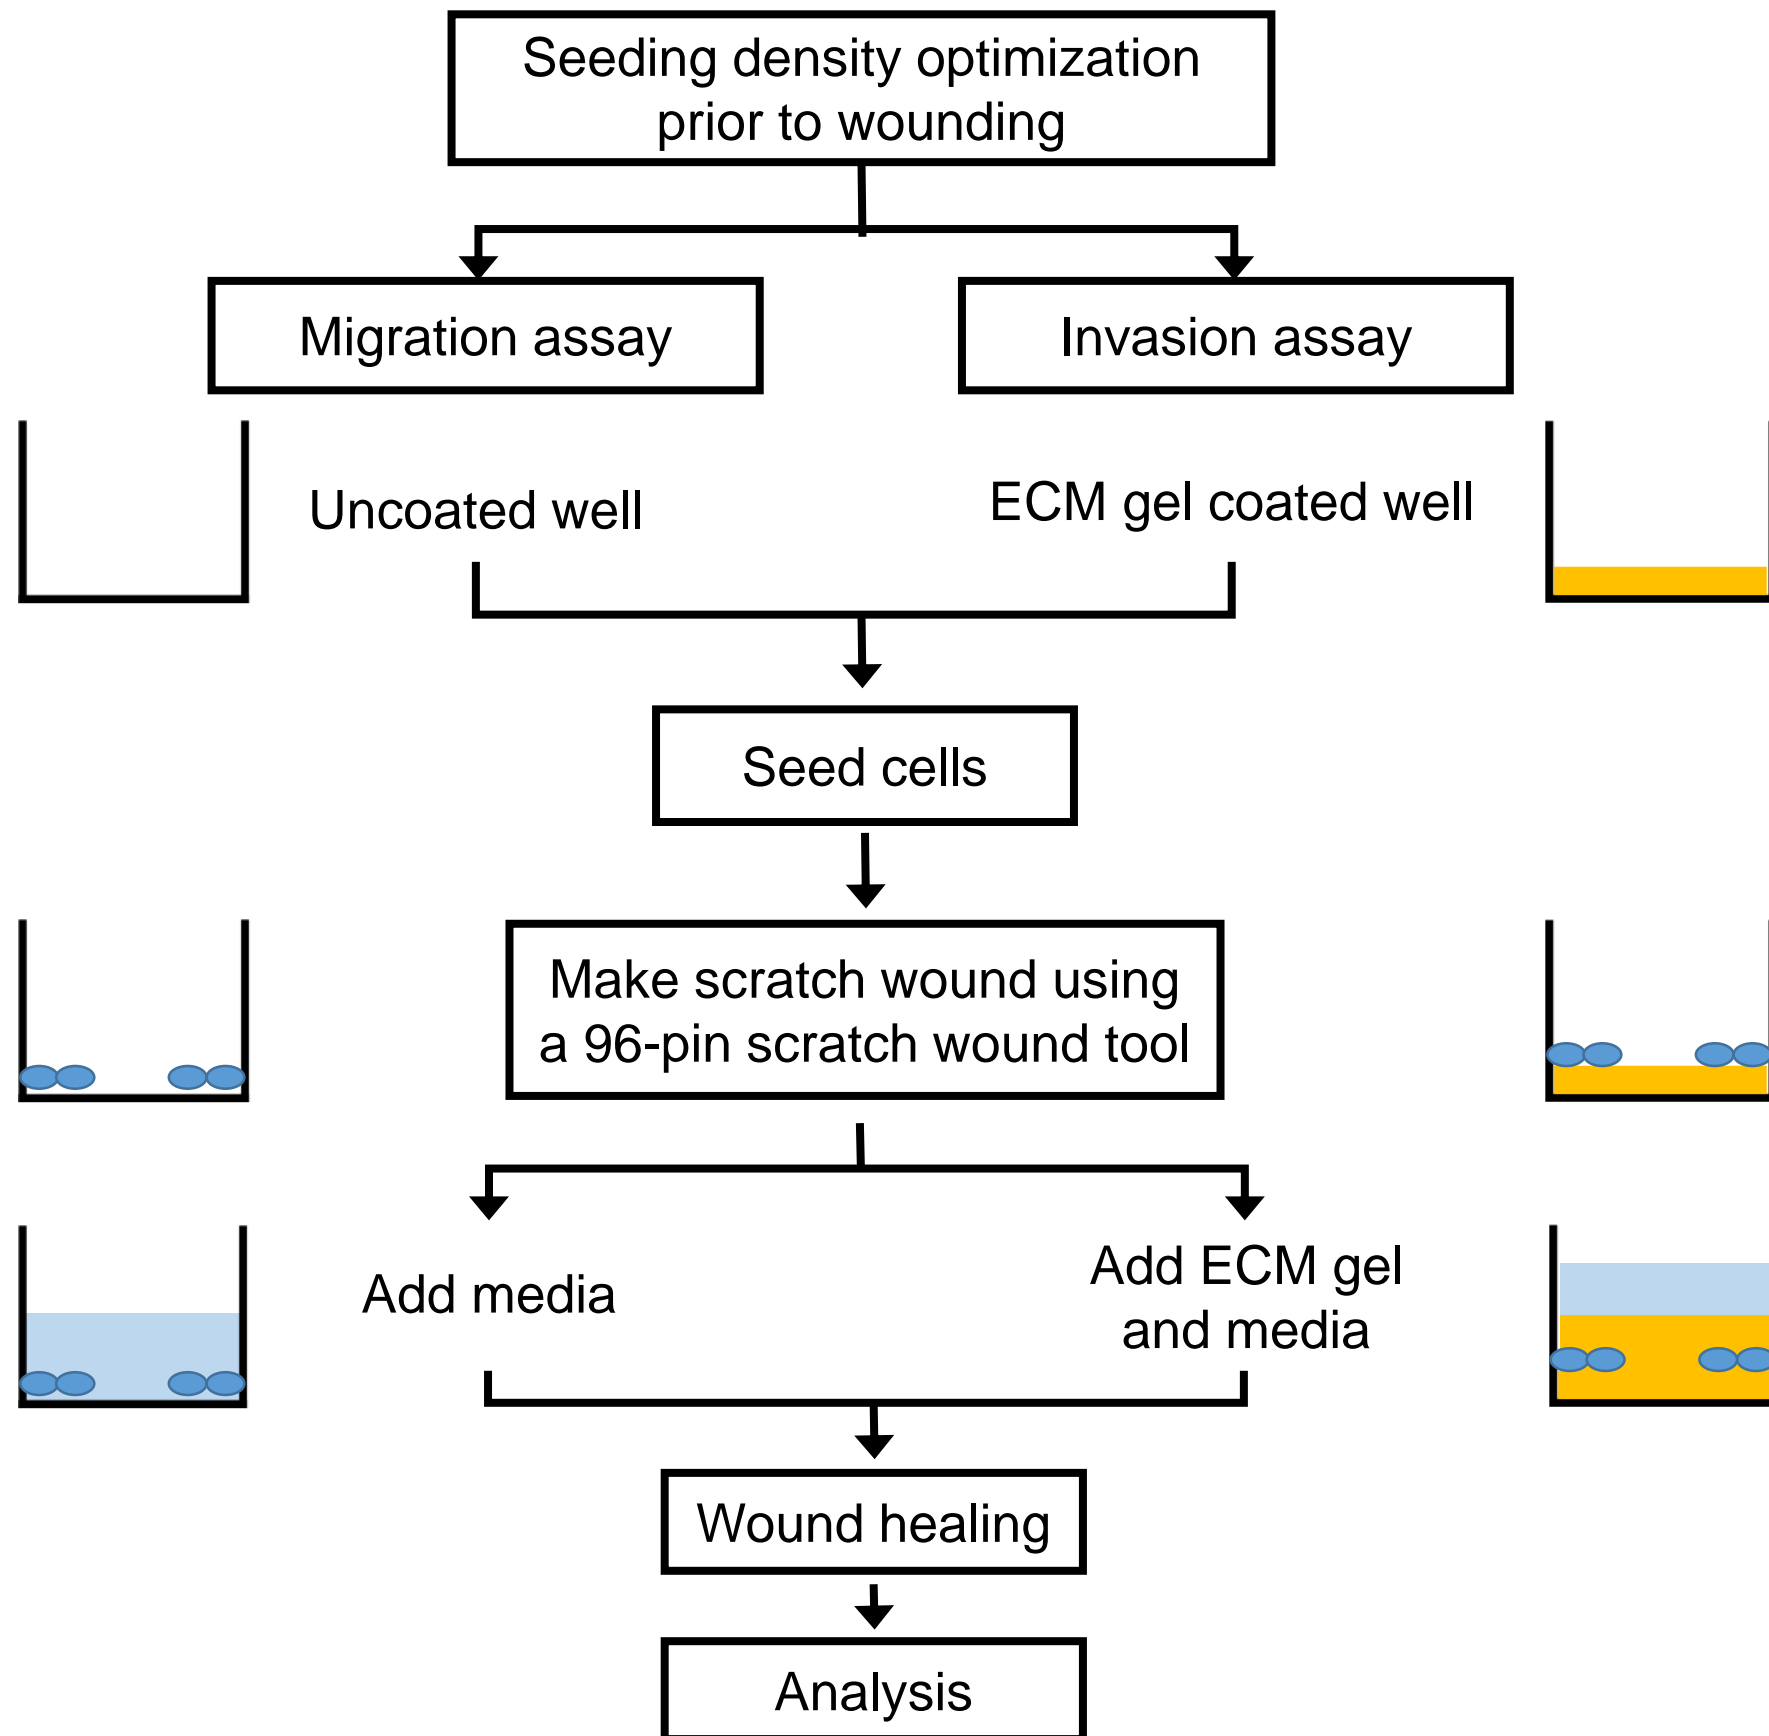 Seeding density optimization
prior to wounding
Migration assay
Invasion assay
Uncoated well
ECM gel coated well
Seed cells
Make scratch wound using
a 96-pin scratch wound tool
Add media
Add ECM gel
and media
Wound healing
Analysis